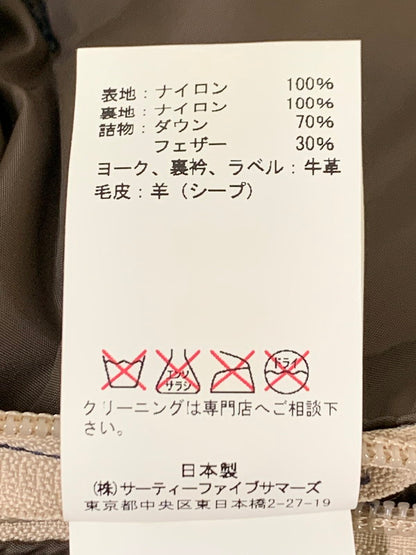 表地：ナイロン 100%
裏地：ナイロン 100%
詰物：ダウン 70%
フェザー 30%
ヨーク、裏衿、ラベル：牛革
毛皮：羊（シープ）
エンソ サラシ ドライ
クリーニングは専門店へご相談下
さい。
日本製
（株）サーティーファイブサマーズ
東京都中央区東日本橋2-27-19